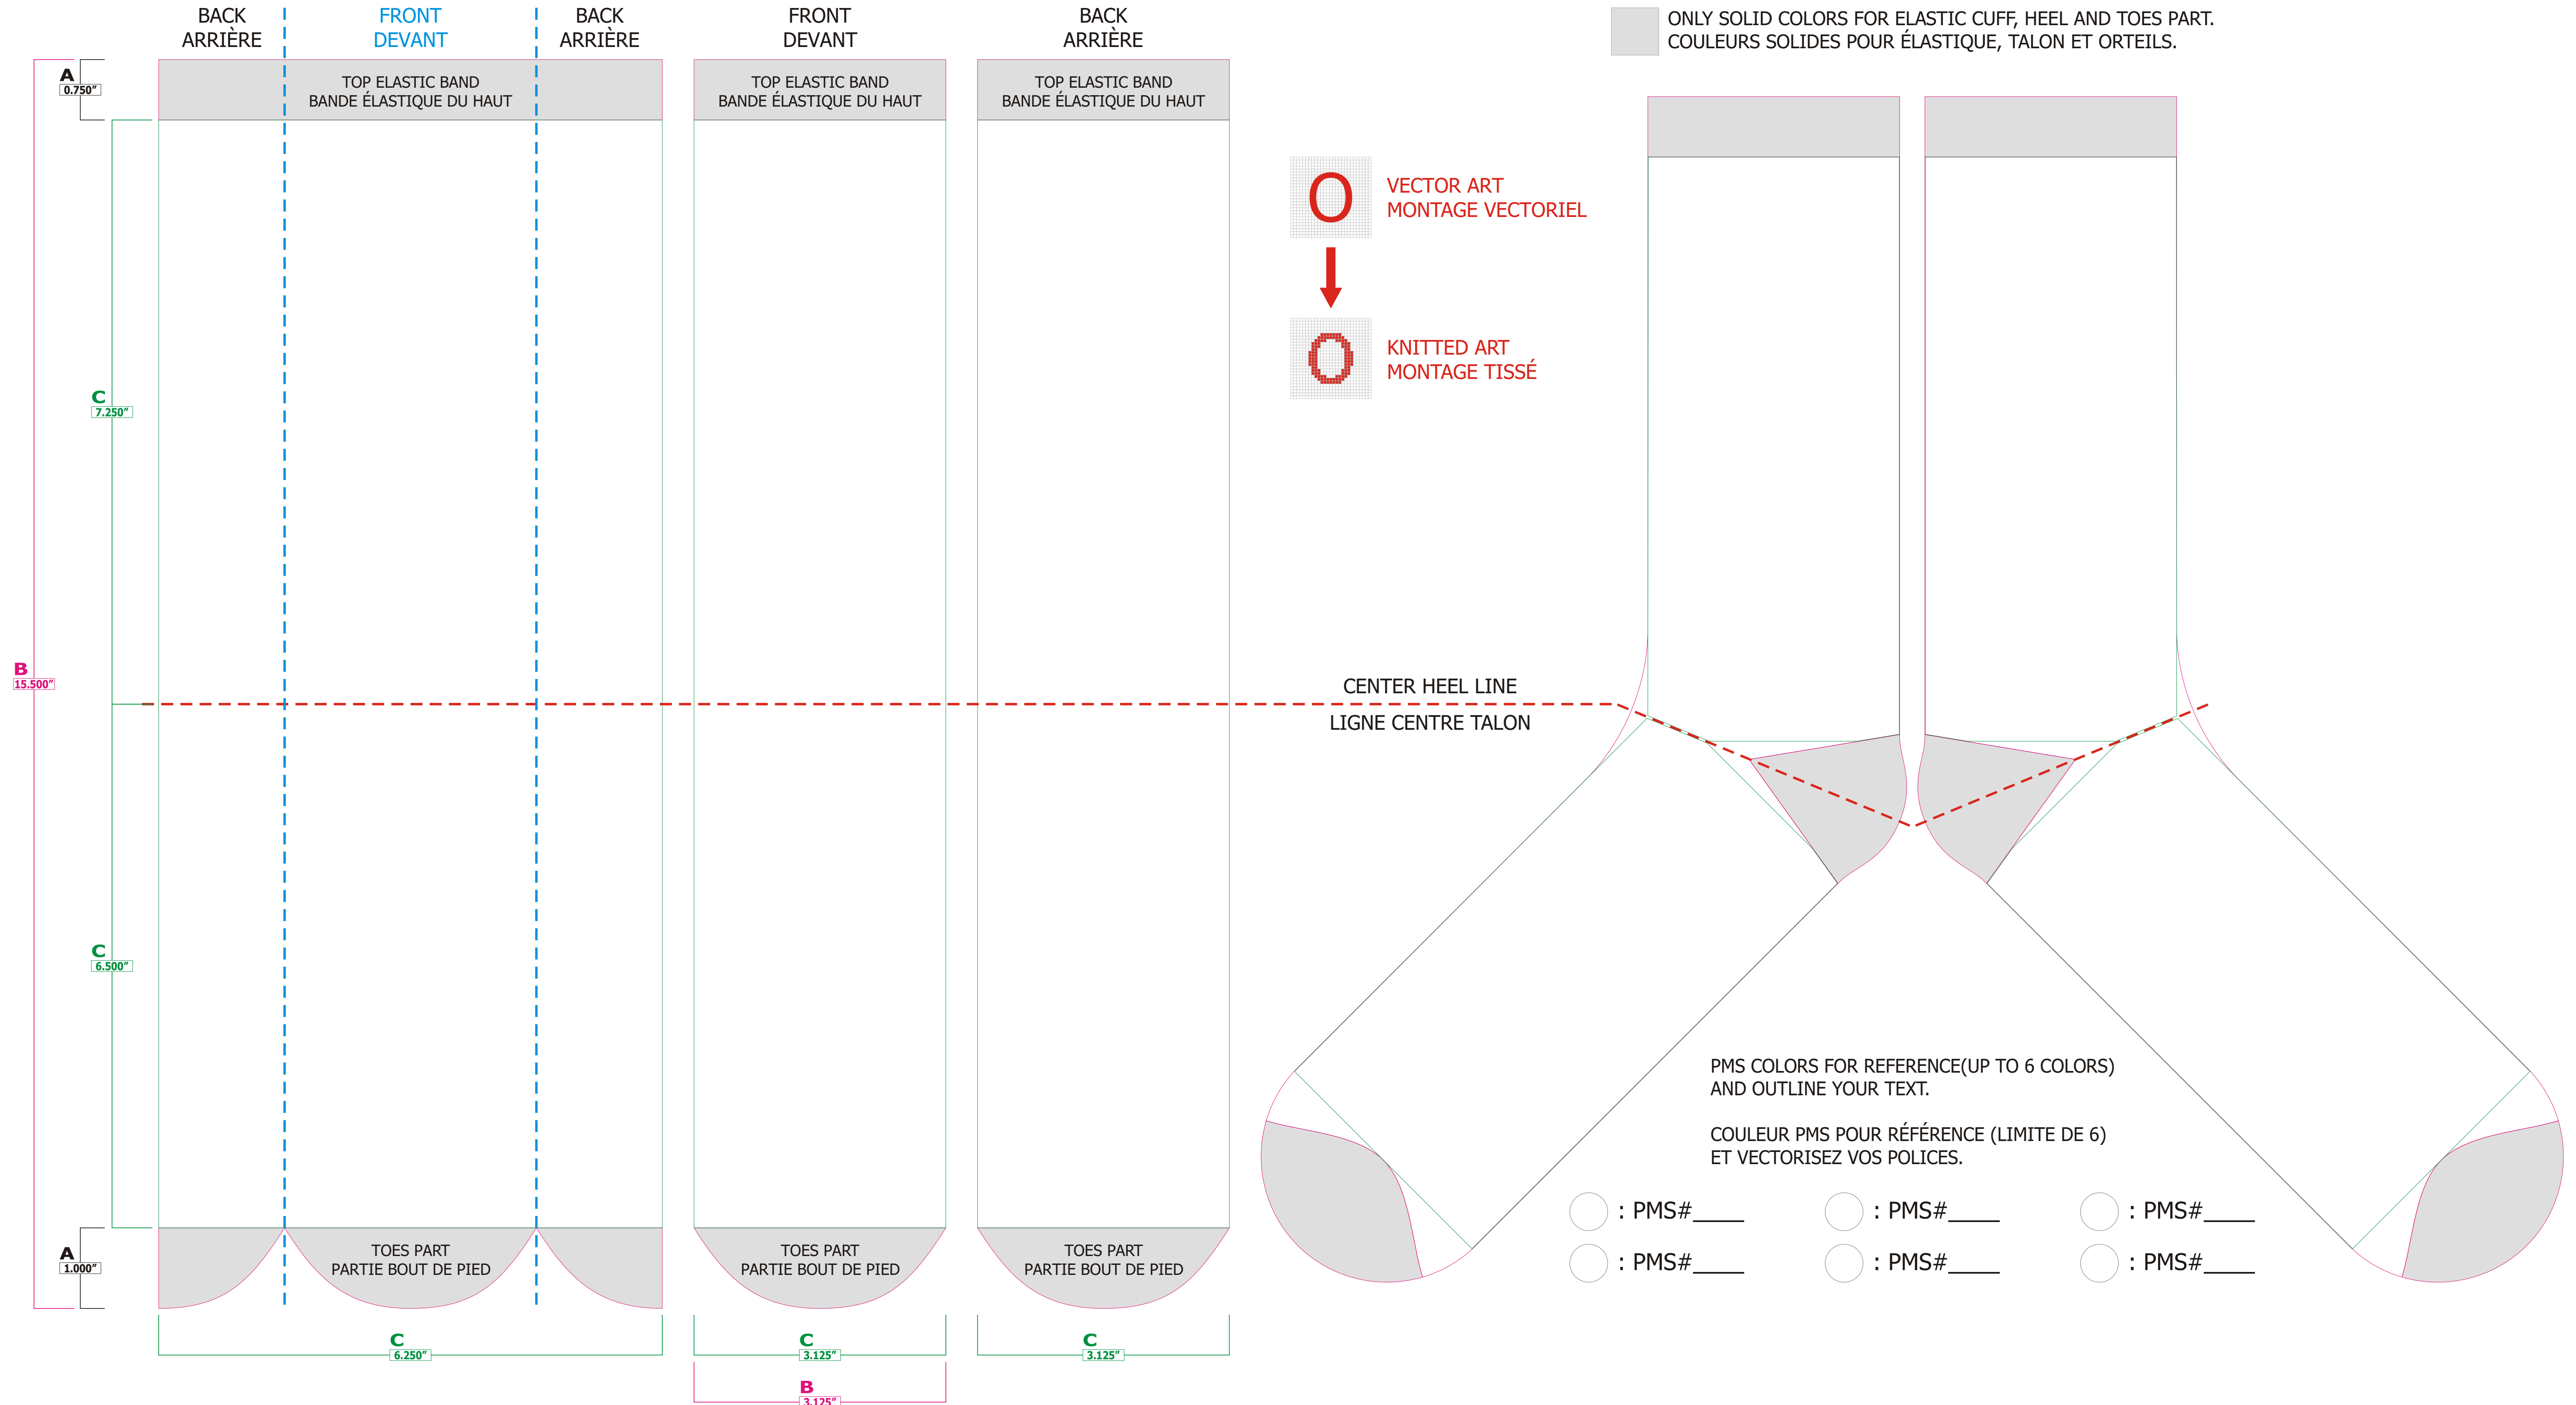 BACK
ARRIÈRE
FRONT
DEVANT
BACK
ARRIÈRE
FRONT
DEVANT
BACK
ARRIÈRE
ONLY SOLID COLORS FOR ELASTIC CUFF, HEEL AND TOES PART.
COULEURS SOLIDES POUR ÉLASTIQUE, TALON ET ORTEILS.
A
0.750"
TOP ELASTIC BAND
BANDE ÉLASTIQUE DU HAUT
TOP ELASTIC BAND
BANDE ÉLASTIQUE DU HAUT
TOP ELASTIC BAND
BANDE ÉLASTIQUE DU HAUT
O
VECTOR ART
MONTAGE VECTORIEL
O
KNITTED ART
MONTAGE TISSÉ
C
7.250"
B
15.500"
CENTER HEEL LINE
LIGNE CENTRE TALON
C
6.500"
PMS COLORS FOR REFERENCE(UP TO 6 COLORS)
AND OUTLINE YOUR TEXT.
COULEUR PMS POUR RÉFÉRENCE (LIMITE DE 6)
ET VECTORISEZ VOS POLICES.
: PMS#____
: PMS#____
: PMS#____
: PMS#____
: PMS#____
: PMS#____
A
1.000"
TOES PART
PARTIE BOUT DE PIED
TOES PART
PARTIE BOUT DE PIED
TOES PART
PARTIE BOUT DE PIED
C
6.250"
C
3.125"
C
3.125"
B
3.125"